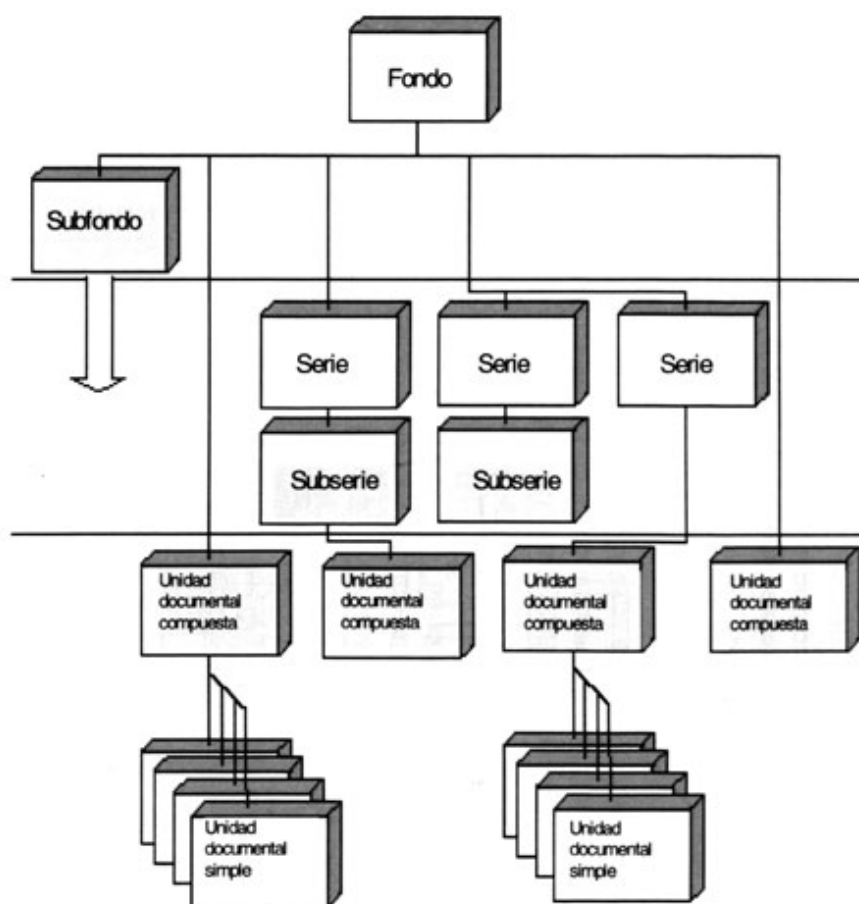 Fondo
Subfondo
Serie
Serie
Serie
Subserie
Subserie
Unidad
documental
compuesta
Unidad
documental
compuesta
Unidad
documental
compuesta
Unidad
documental
compuesta
Unidad
documental
simple
Unidad
documental
simple